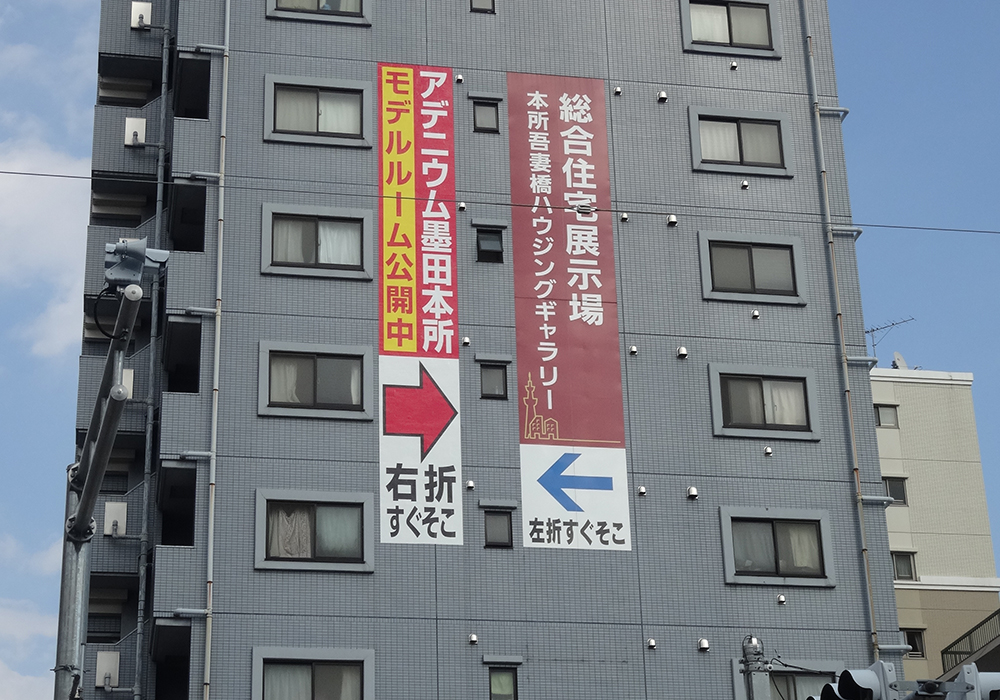 アデニウム墨田本所
モデルルーム公開中
右折
すぐそこ
総合住宅展示場
本所吾妻橋ハウジングギャラリー
左折すぐそこ